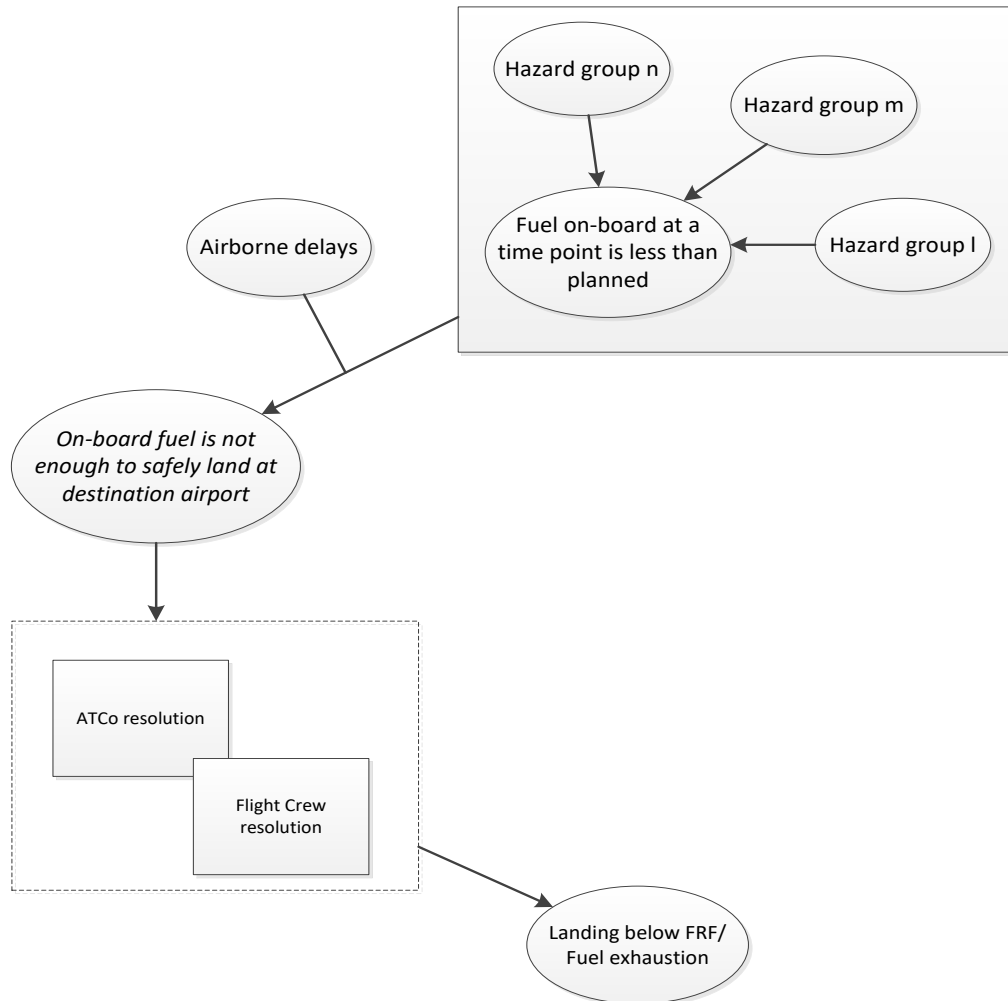 Hazard group n
Hazard group m
Fuel on-board at a
time point is less than
planned
Hazard group l
Airborne delays
On-board fuel is not
enough to safely land at
destination airport
ATCo resolution
Flight Crew
resolution
Landing below FRF/
Fuel exhaustion